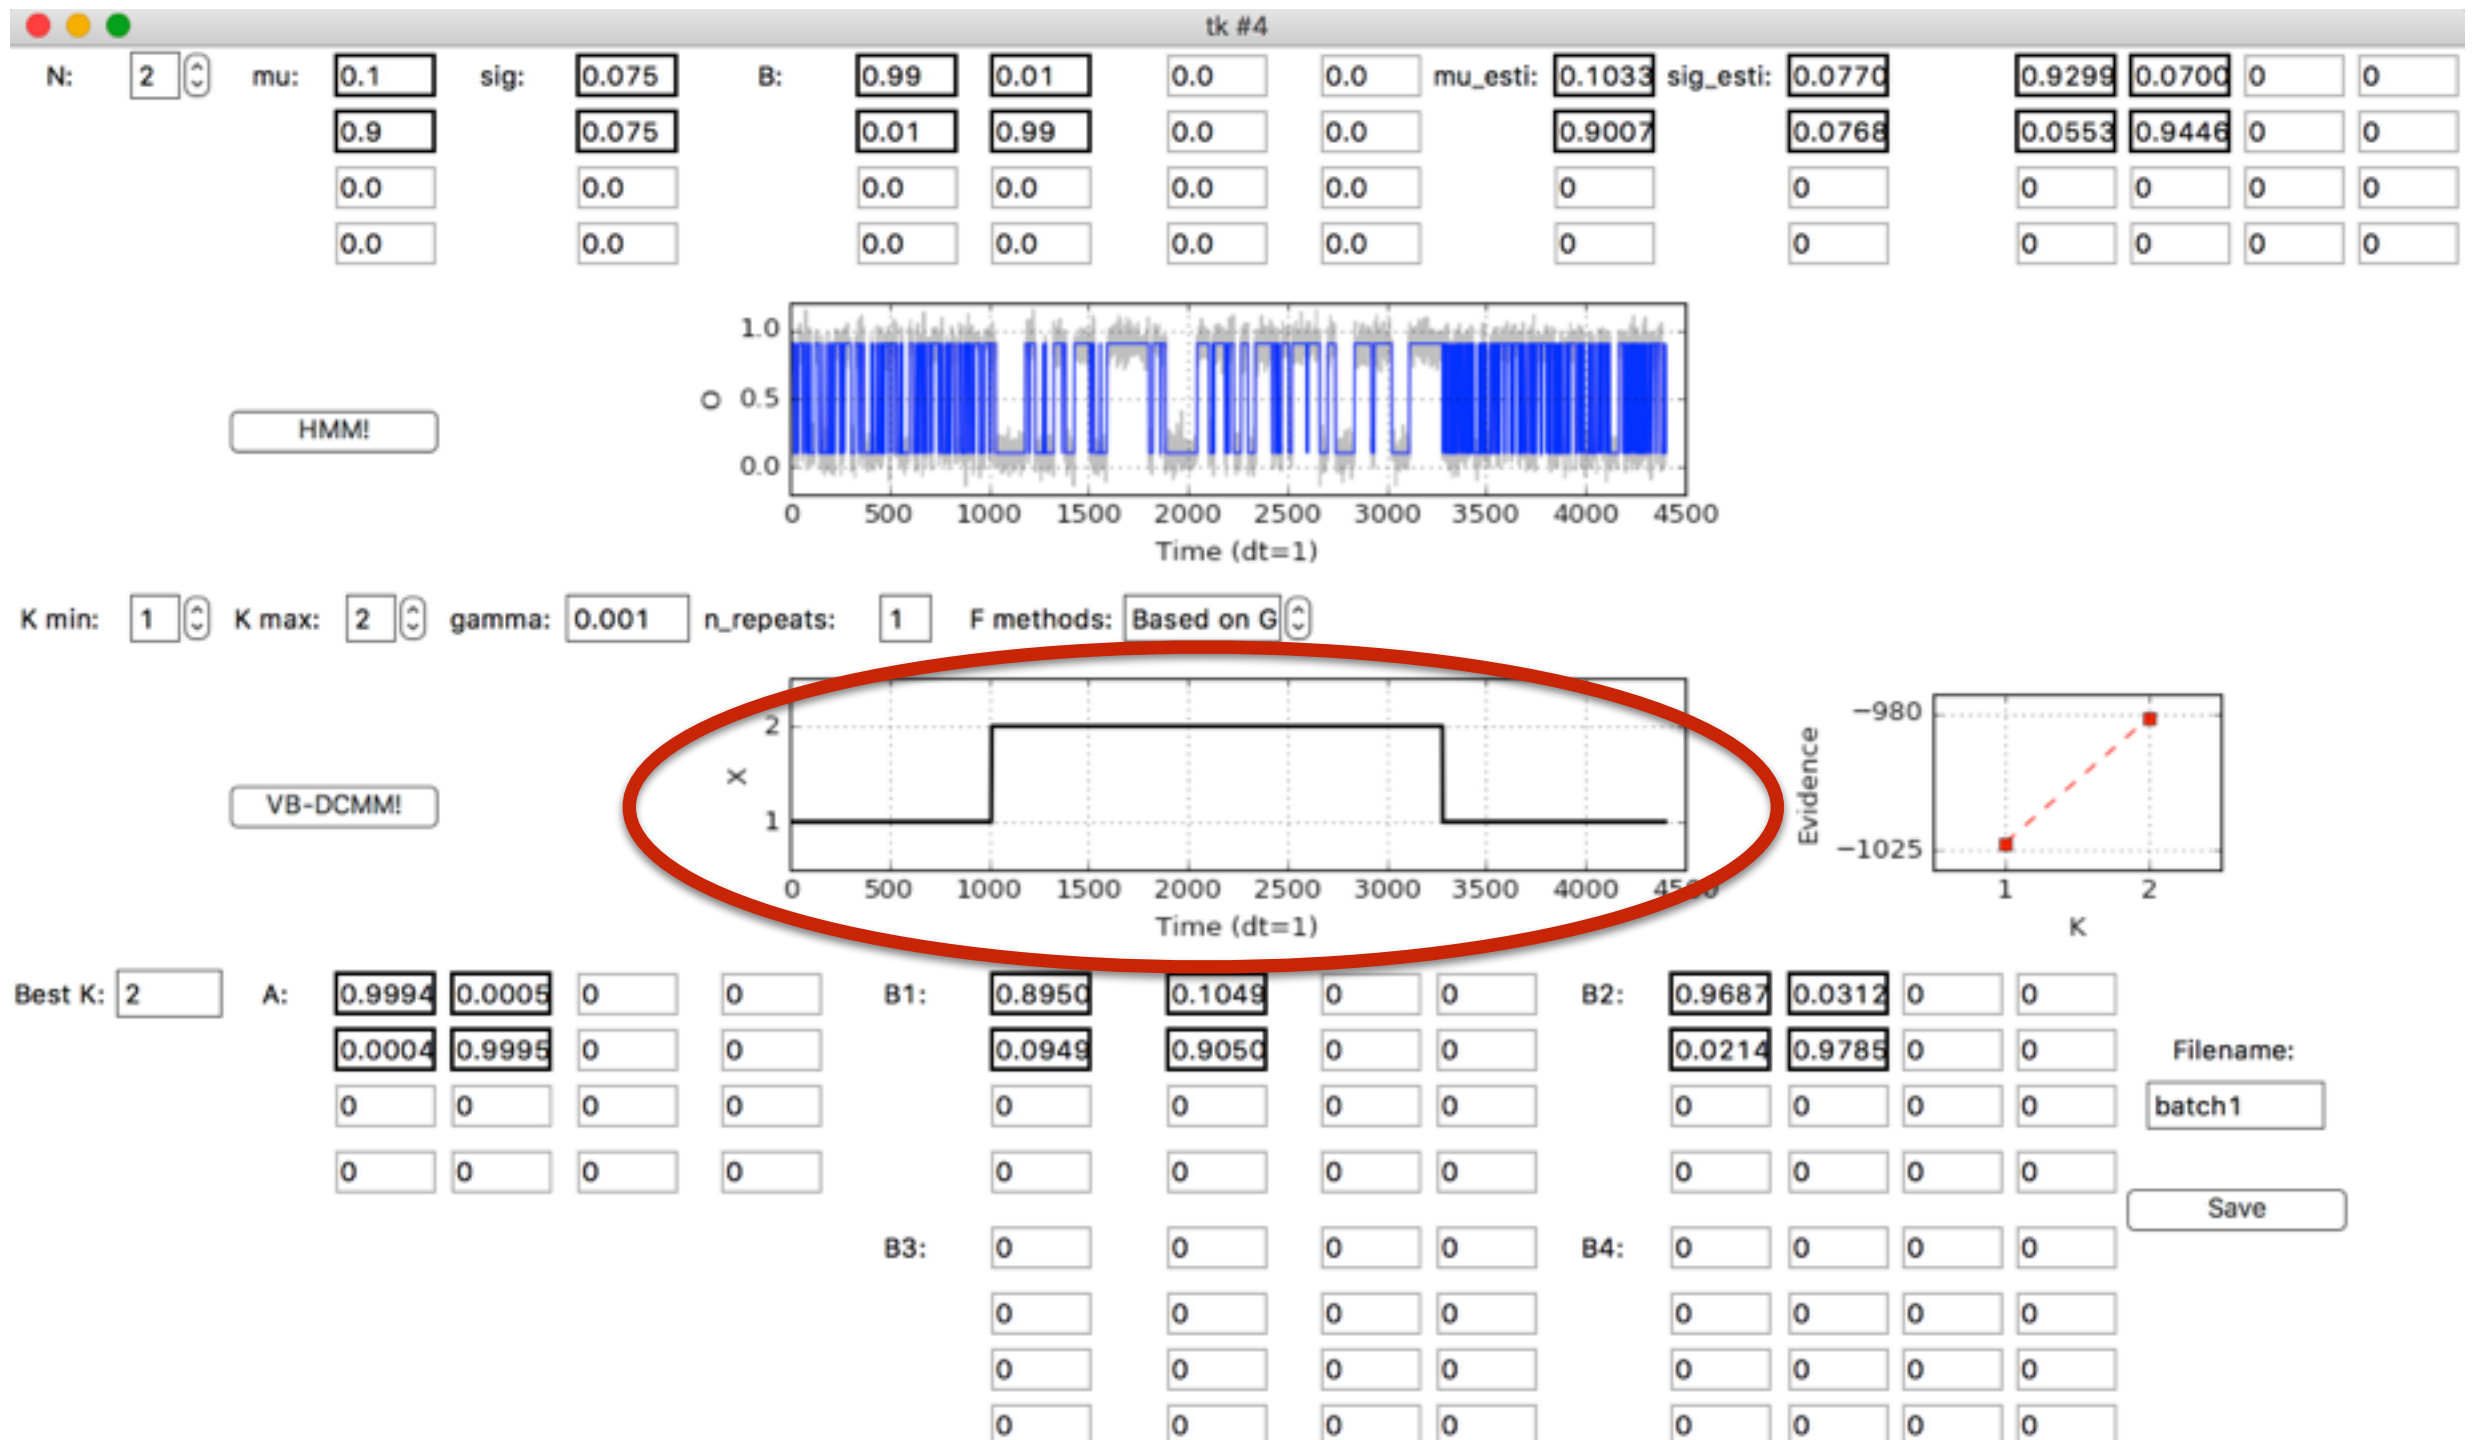 tk #4
N: 2 mu: 0.1 sig: 0.075 B: 0.99 0.01 0.0 0.0 mu_esti: 0.1033 sig_esti: 0.0770 0.9299 0.0700 0 0
0.9 0.075 0.01 0.99 0.0 0.0 0.9007 0.0768 0.0553 0.9446 0 0
0.0 0.0 0.0 0.0 0.0 0.0 0 0 0 0 0 0
0.0 0.0 0.0 0.0 0.0 0.0 0 0 0 0 0 0
HMM!
O
1.0
0.5
0.0
0 500 1000 1500 2000 2500 3000 3500 4000 4500
Time (dt=1)
K min: 1 K max: 2 gamma: 0.001 n_repeats: 1 F methods: Based on G
VB-DCMM!
X
2
1
0 500 1000 1500 2000 2500 3000 3500 4000 4500
Time (dt=1)
Evidence
−980
−1025
1 2
K
Best K: 2 A: 0.9994 0.0005 0 0 B1: 0.8950 0.1049 0 0 B2: 0.9687 0.0312 0 0
0.0004 0.9995 0 0 0.0949 0.9050 0 0 0.0214 0.9785 0 0 Filename:
0 0 0 0 0 0 0 0 0 0 0 0 batch1
0 0 0 0 0 0 0 0 0 0 0 0
Save
B3: 0 0 0 0 B4: 0 0 0 0
0 0 0 0 0 0 0 0
0 0 0 0 0 0 0 0
0 0 0 0 0 0 0 0